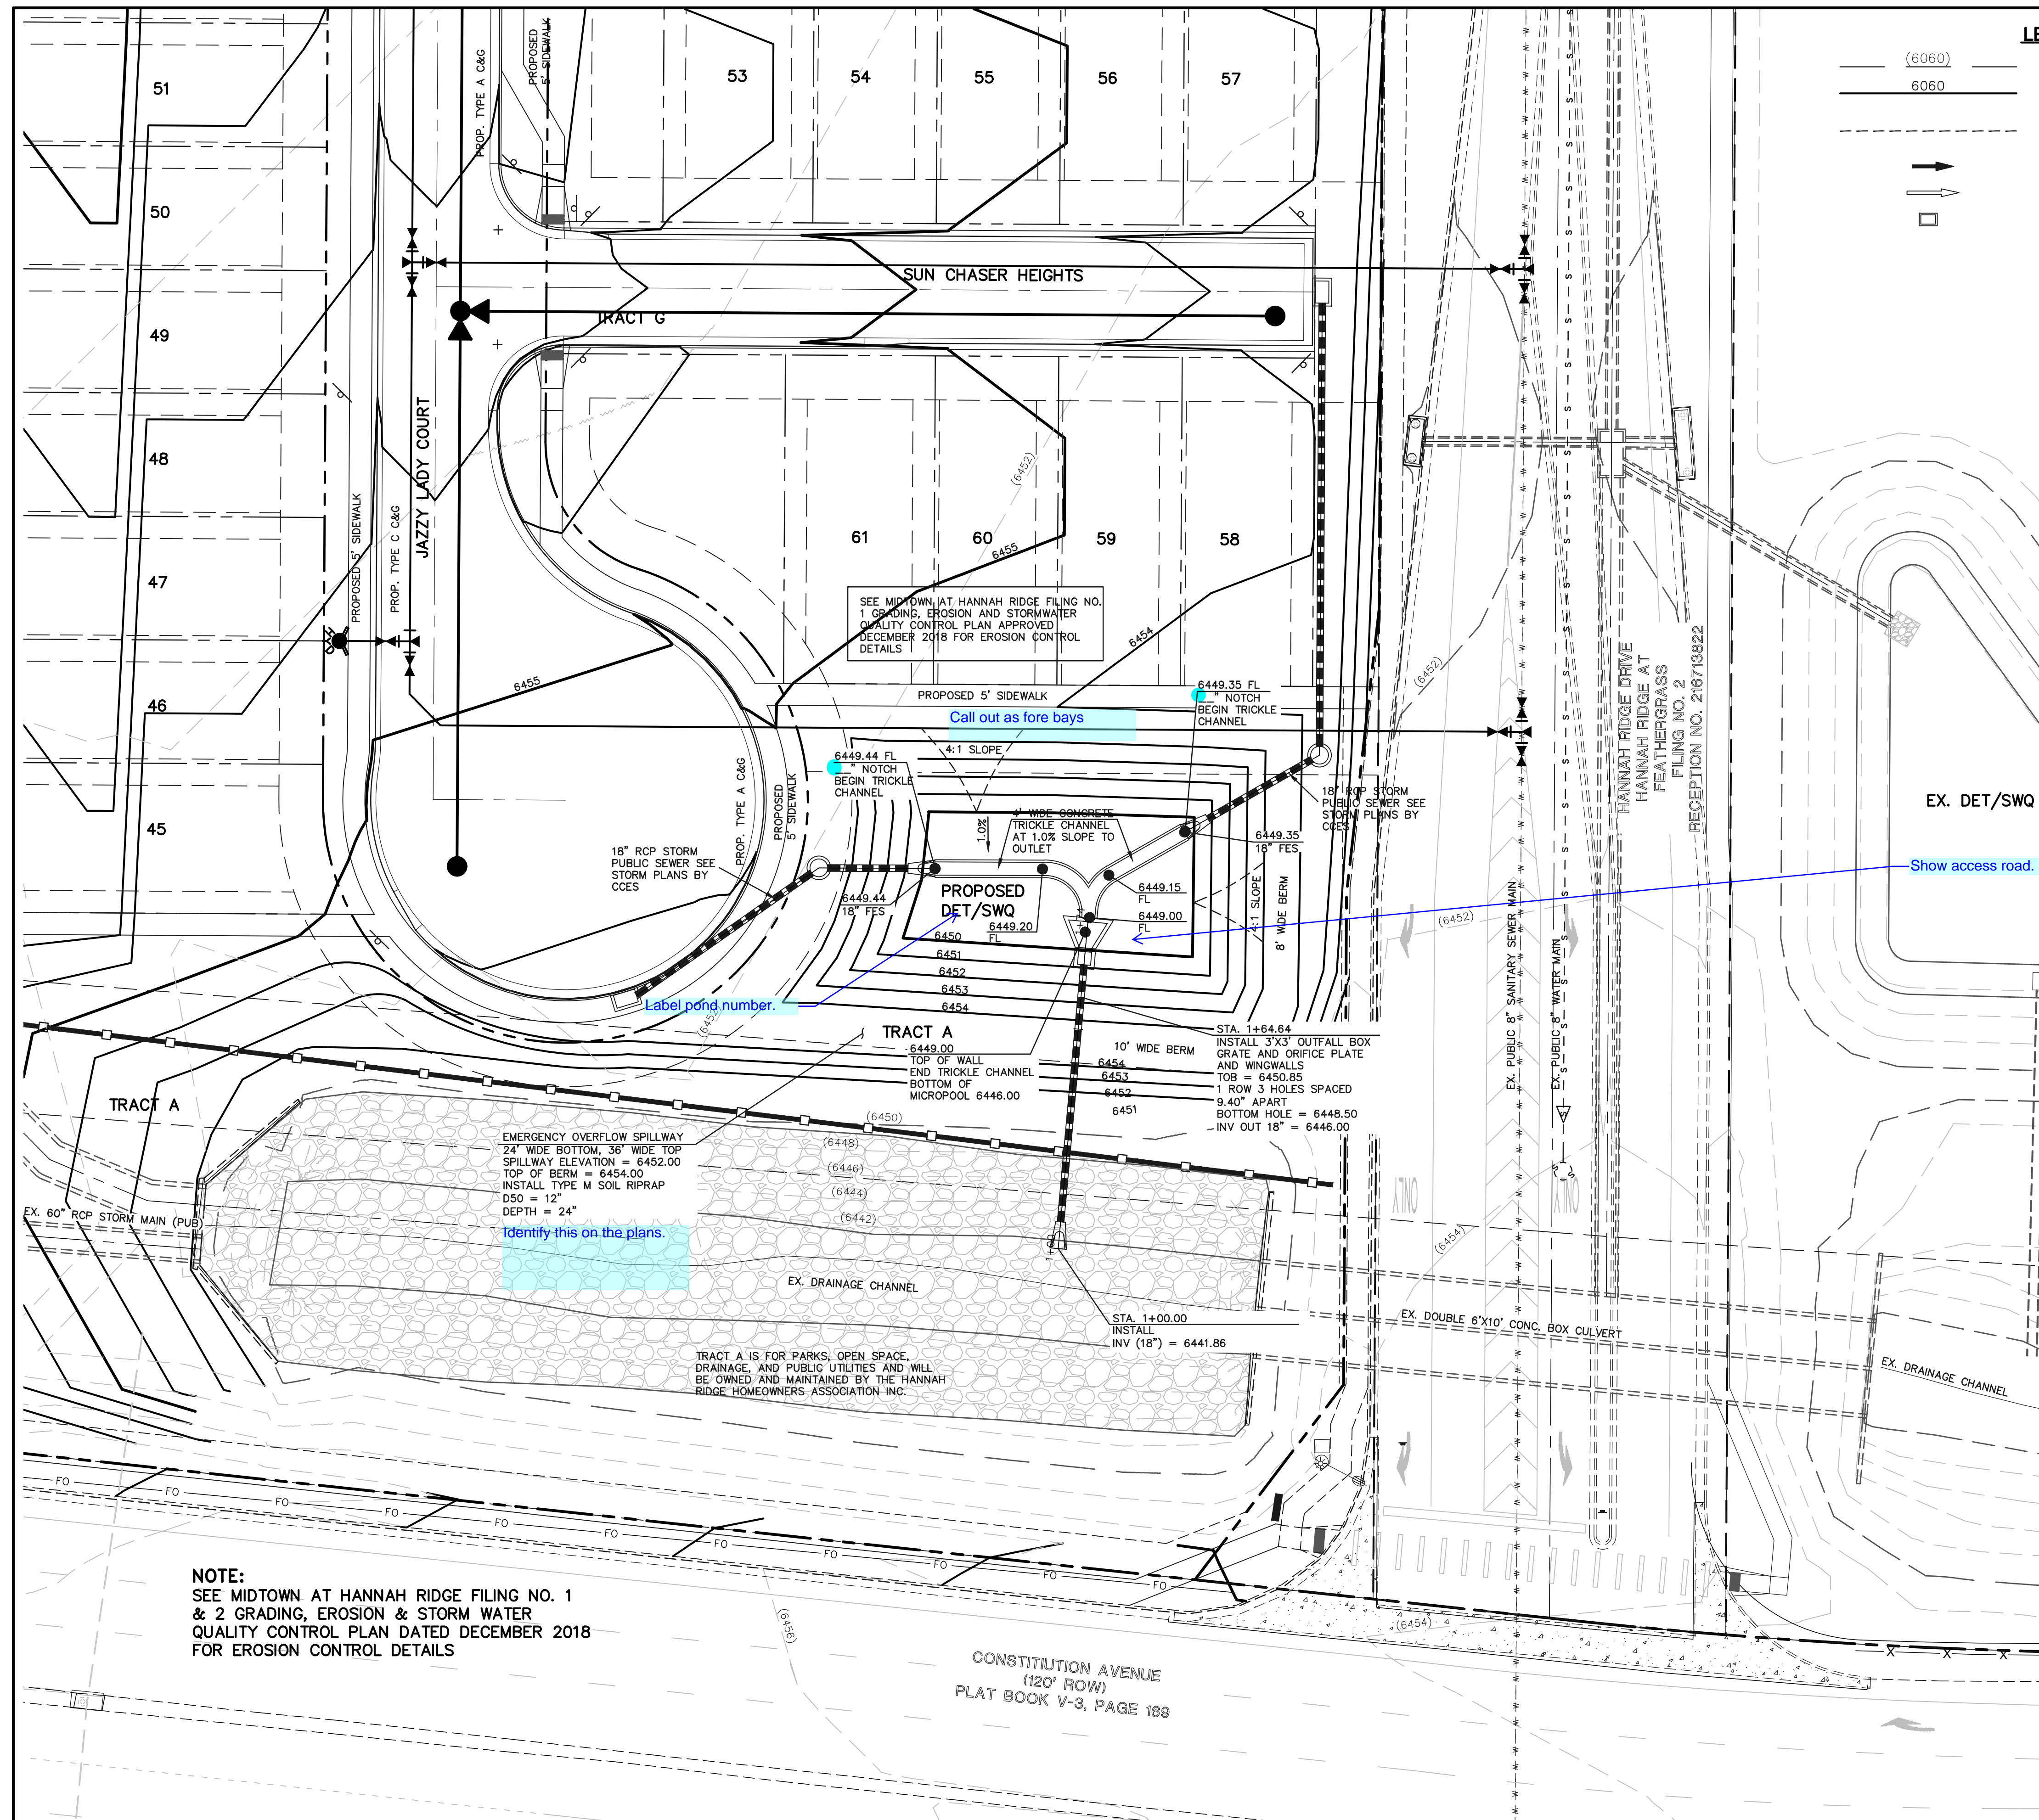 LE
(6060)
6060
51
50
49
48
47
46
45
53
54
55
56
57
PROP. TYPE A C&G
PROPOSED
5' SIDEWALK
SUN CHASER HEIGHTS
TRACT G
JAZZY LADY COURT
PROPOSED 5' SIDEWALK
PROP. TYPE C C&G
(6452)
61
60
59
58
6455
6454
SEE MIDTOWN AT HANNAH RIDGE FILING NO.
1 GRADING, EROSION AND STORMWATER
QUALITY CONTROL PLAN APPROVED
DECEMBER 2018 FOR EROSION CONTROL
DETAILS
6455
PROPOSED 5' SIDEWALK
6449.35 FL
" NOTCH
BEGIN TRICKLE
CHANNEL
Call out as fore bays
4:1 SLOPE
6449.44 FL
" NOTCH
BEGIN TRICKLE
CHANNEL
PROP. TYPE A C&G
PROPOSED
5' SIDEWALK
18" RCP STORM
PUBLIC SEWER SEE
STORM PLANS BY
CCES
1.0%
4' WIDE CONCRETE
TRICKLE CHANNEL
AT 1.0% SLOPE TO
OUTLET
18" RCP STORM
PUBLIC SEWER SEE
STORM PLANS BY
CCES
6449.35
18" FES
6449.44
18" FES
PROPOSED
DET/SWQ
6449.20
FL
6449.15
FL
6449.00
FL
4:1 SLOPE
8' WIDE BERM
6450
6451
6452
6453
6454
Label pond number.
(6452)
(6452)
HANNAH RIDGE DRIVE
HANNAH RIDGE AT
FEATHERGRASS
FILING NO. 2
RECEPTION NO. 216713822
EX. DET/SWQ
Show access road.
(6452)
EX. PUBLIC 8" SANITARY SEWER MAIN
EX. PUBLIC 8" WATER MAIN
TRACT A
6449.00
TOP OF WALL
END TRICKLE CHANNEL
BOTTOM OF
MICROPOOL 6446.00
10' WIDE BERM
6454
6453
6452
6451
STA. 1+64.64
INSTALL 3'X3' OUTFALL BOX
GRATE AND ORIFICE PLATE
AND WINGWALLS
TOB = 6450.85
1 ROW 3 HOLES SPACED
9.40" APART
BOTTOM HOLE = 6448.50
INV OUT 18" = 6446.00
TRACT A
(6450)
(6448)
(6446)
(6444)
(6442)
EMERGENCY OVERFLOW SPILLWAY
24' WIDE BOTTOM, 36' WIDE TOP
SPILLWAY ELEVATION = 6452.00
TOP OF BERM = 6454.00
INSTALL TYPE M SOIL RIPRAP
D50 = 12"
DEPTH = 24"
Identify this on the plans.
EX. 60" RCP STORM MAIN (PUB)
ONLY
ONLY
(6454)
1+00
EX. DRAINAGE CHANNEL
STA. 1+00.00
INSTALL
INV (18") = 6441.86
EX. DOUBLE 6'X10' CONC. BOX CULVERT
EX. DRAINAGE CHANNEL
TRACT A IS FOR PARKS, OPEN SPACE,
DRAINAGE, AND PUBLIC UTILITIES AND WILL
BE OWNED AND MAINTAINED BY THE HANNAH
RIDGE HOMEOWNERS ASSOCIATION INC.
FO FO FO FO FO FO FO FO FO FO FO
NOTE:
SEE MIDTOWN AT HANNAH RIDGE FILING NO. 1
& 2 GRADING, EROSION & STORM WATER
QUALITY CONTROL PLAN DATED DECEMBER 2018
FOR EROSION CONTROL DETAILS
(6456)
(6454)
X X X
CONSTITIUTION AVENUE
(120' ROW)
PLAT BOOK V-3, PAGE 169